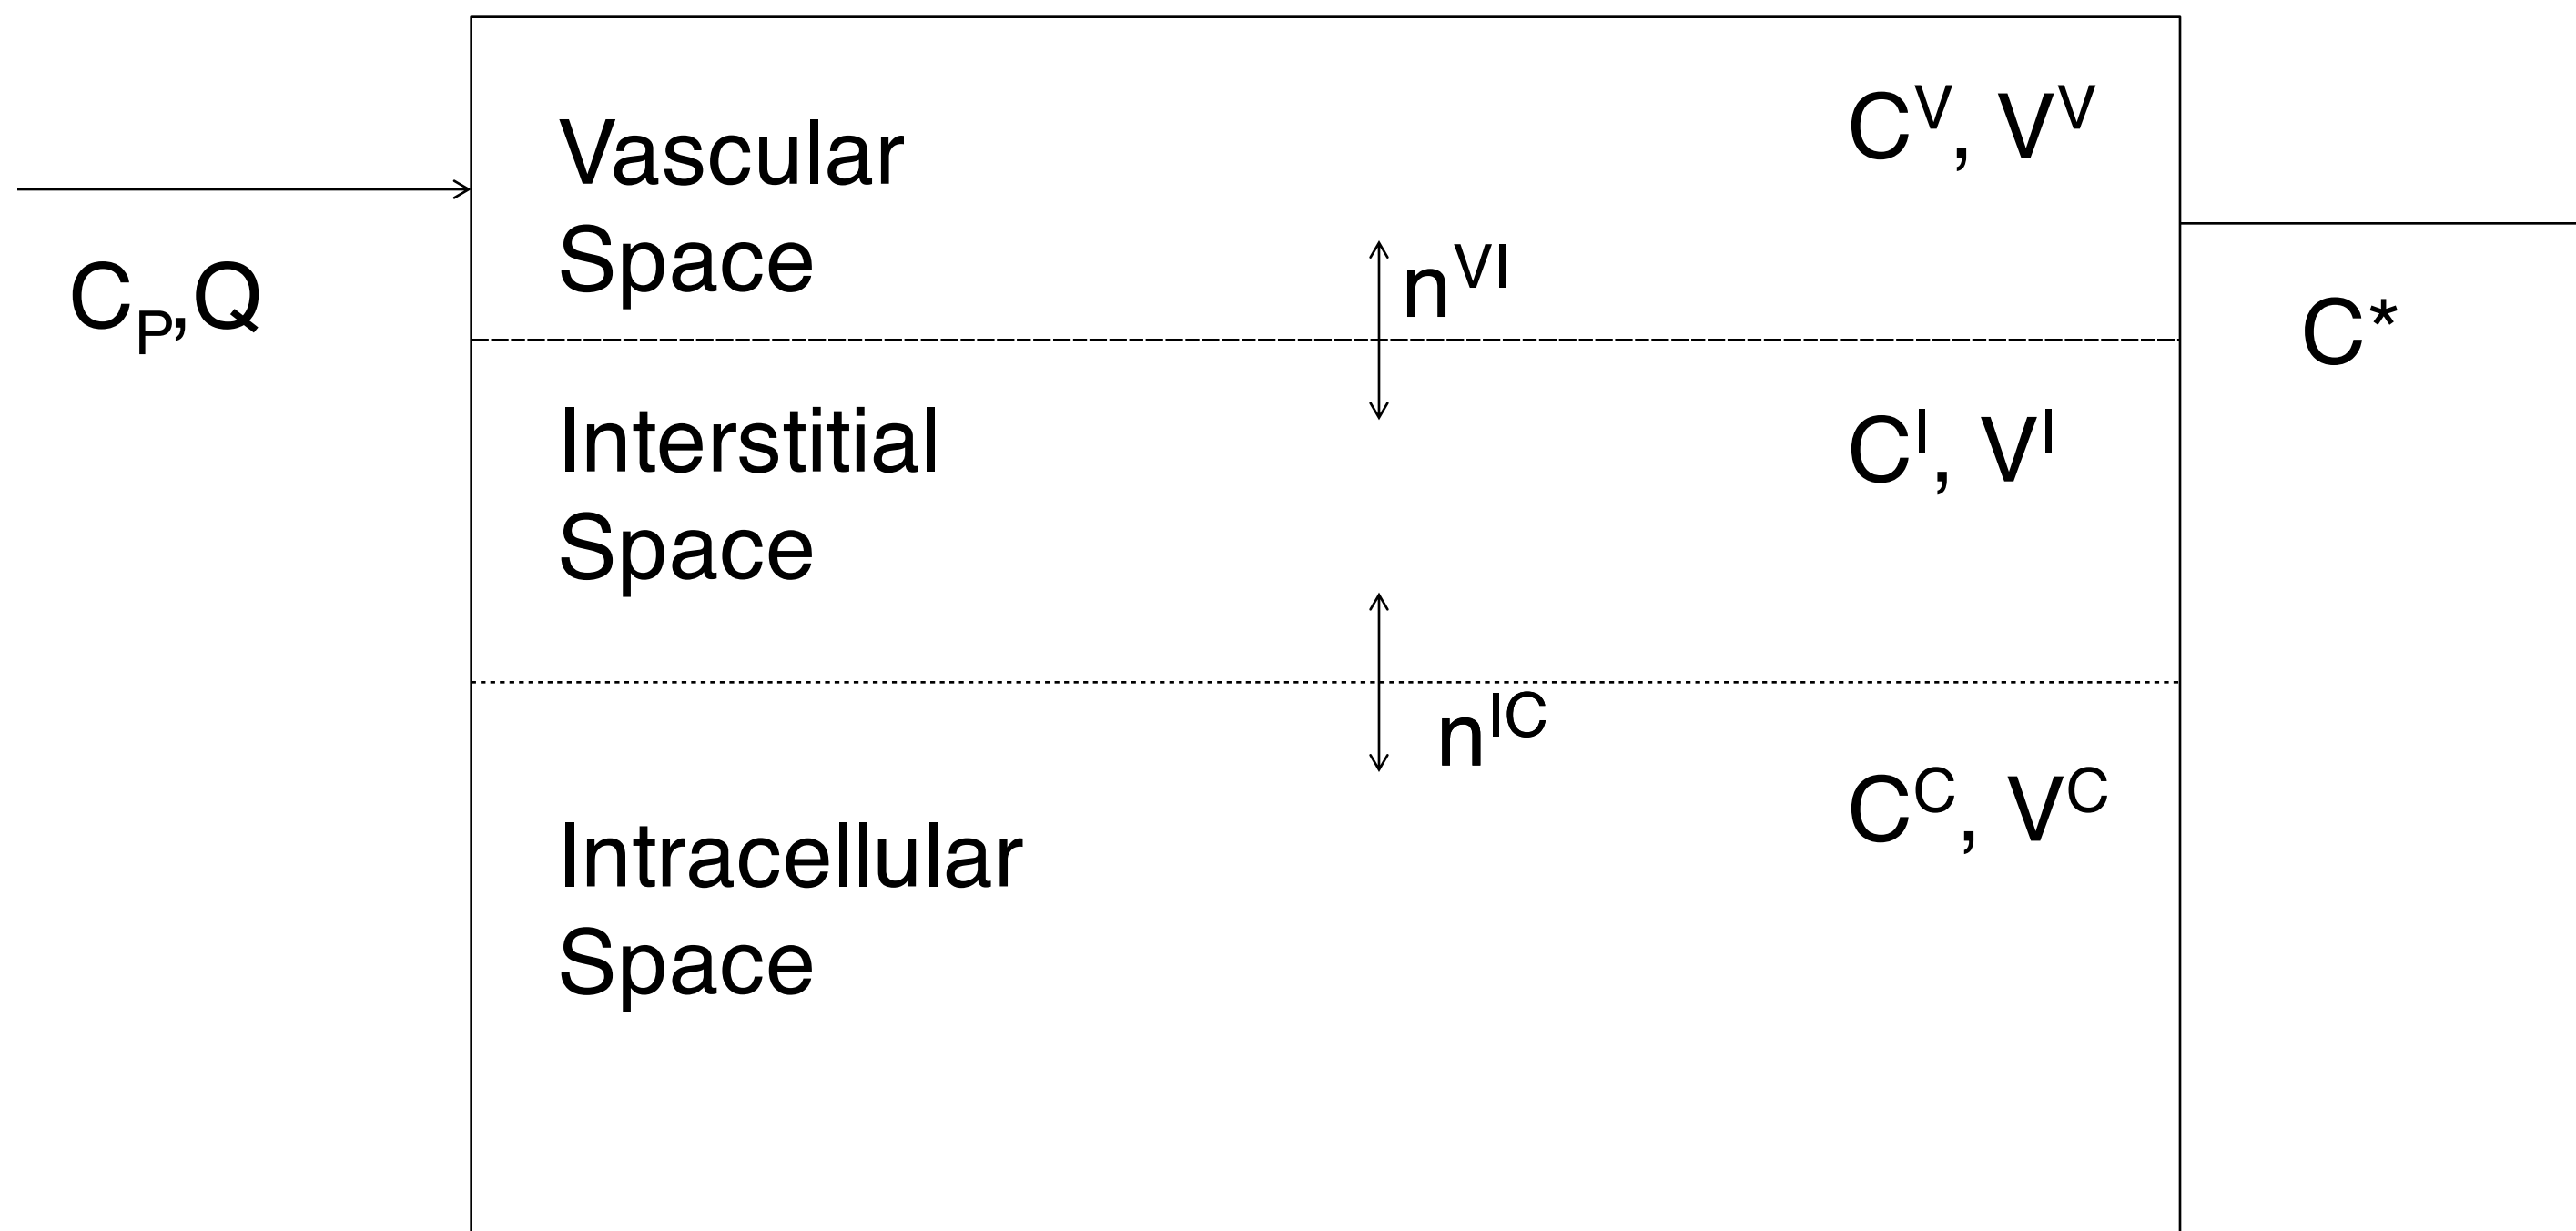 Vascular
Space
C^V, V^V
C_P,Q
n^VI
C*
Interstitial
Space
C^I, V^I
n^IC
Intracellular
Space
C^C, V^C